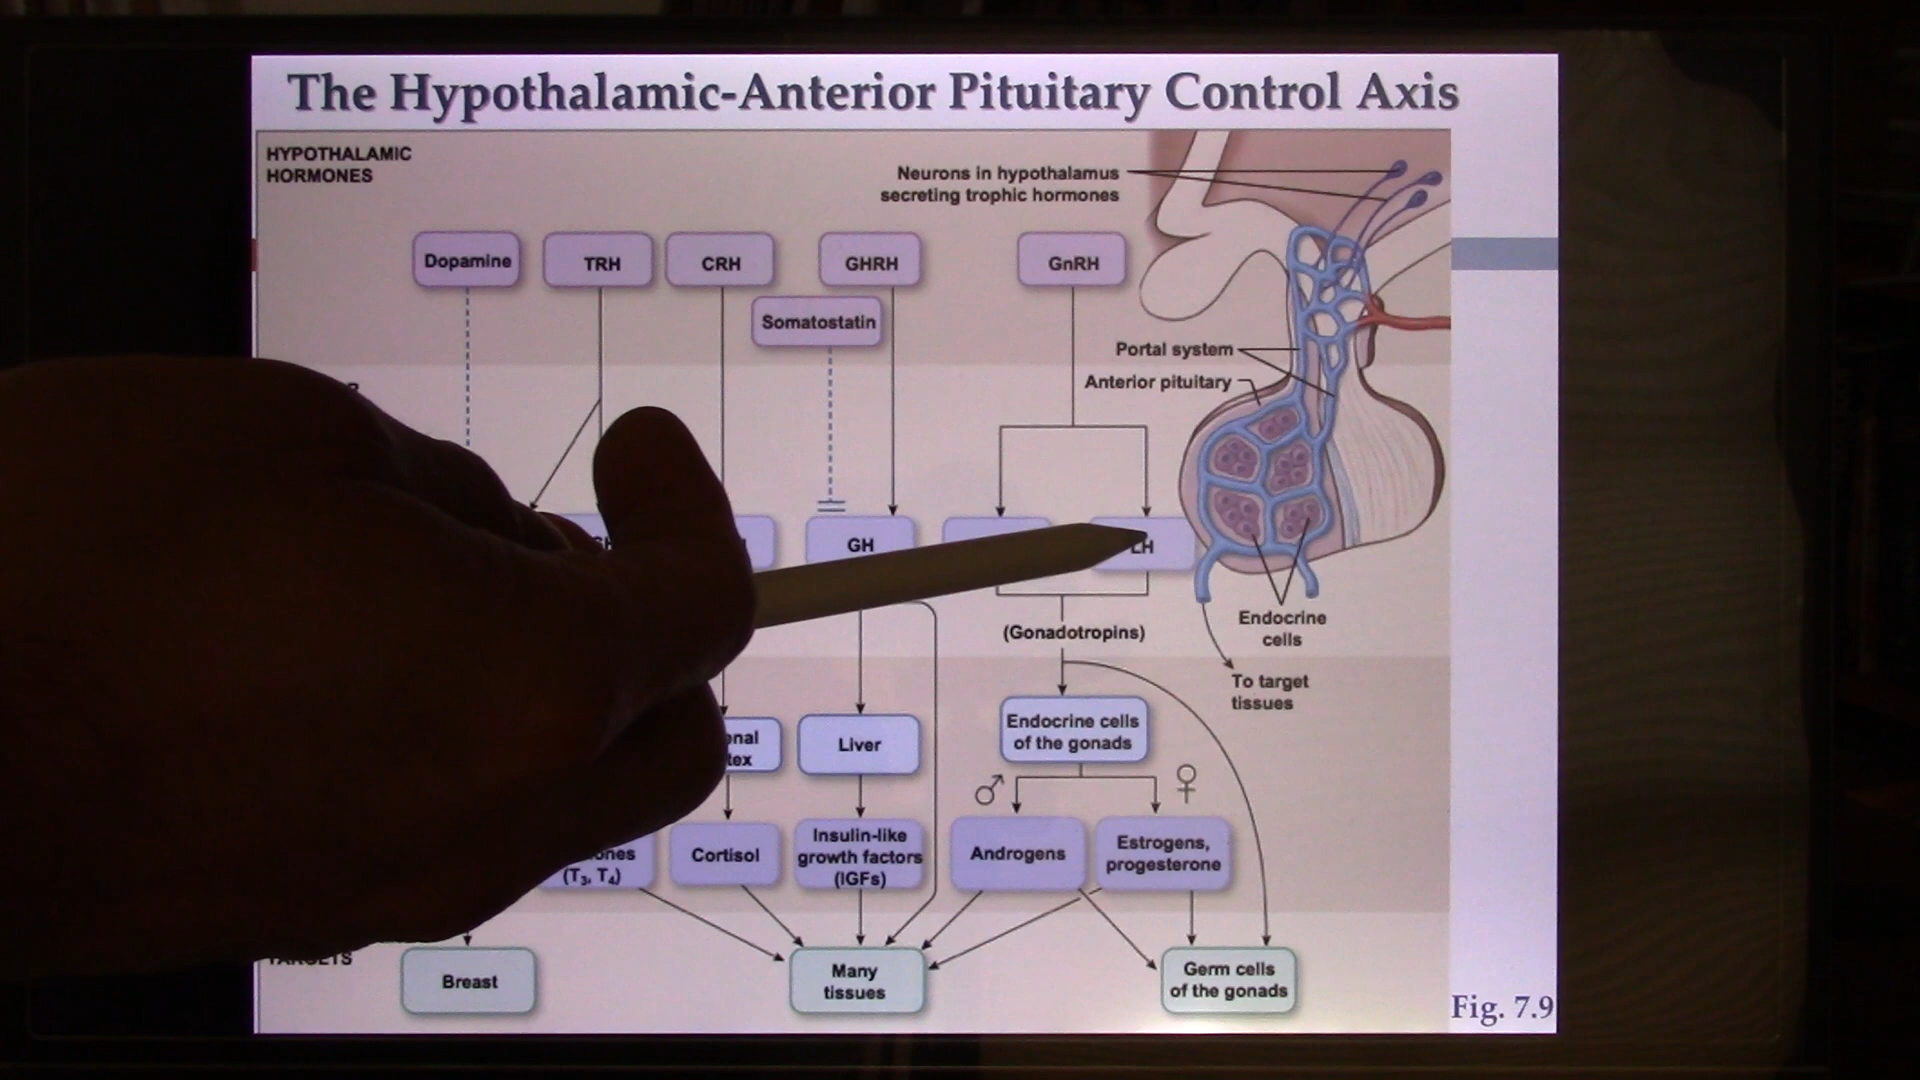 The Hypothalamic-Anterior Pituitary Control Axis
HYPOTHALAMIC
HORMONES
Neurons in hypothalamus
secreting trophic hormones
Dopamine
TRH
CRH
GHRH
GnRH
Somatostatin
Portal system
Anterior pituitary
GH
LH
(Gonadotropins)
Endocrine
cells
To target
tissues
Liver
Endocrine cells
of the gonads
♂
♀
(T3, T4)
Cortisol
Insulin-like
growth factors
(IGFs)
Androgens
Estrogens,
progesterone
TARGETS
Breast
Many
tissues
Germ cells
of the gonads
Fig. 7.9